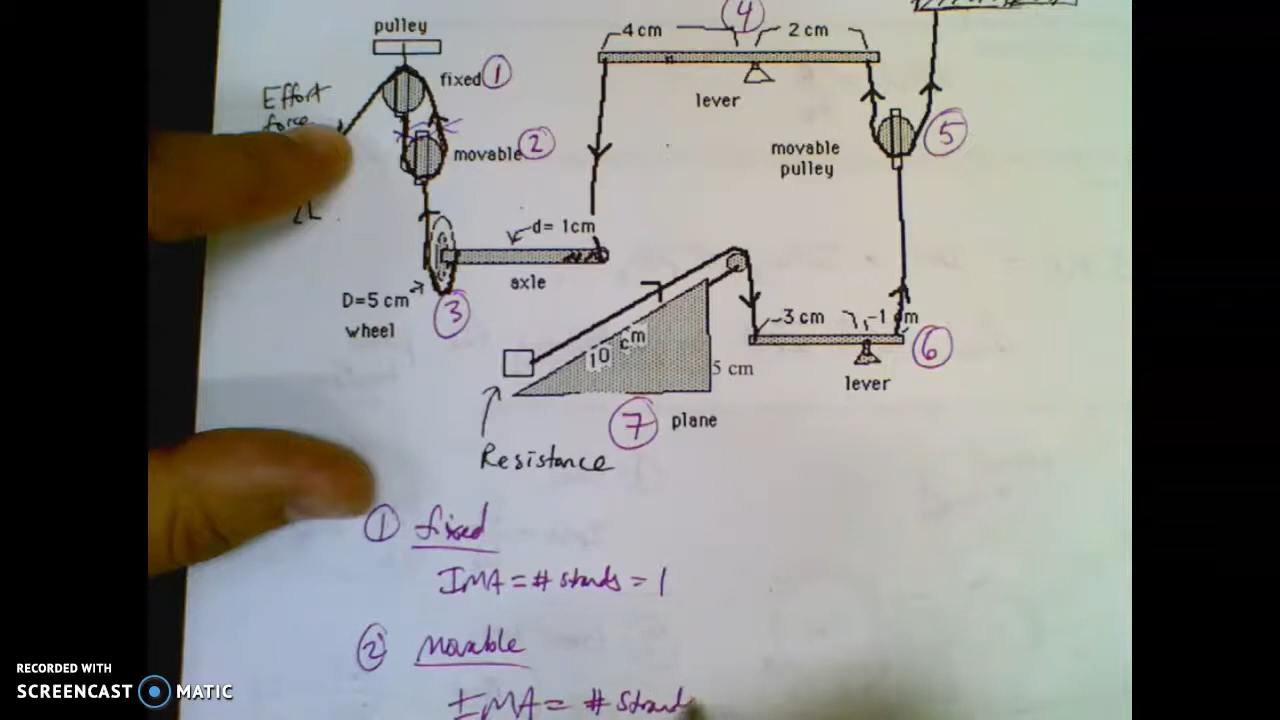 pulley
fixed ①
Effort
force
movable ②
4 cm ④ 2 cm
lever
movable
pulley
⑤
d= 1cm
axle
D=5 cm
wheel
③
3 cm 1 cm
lever
⑥
10 cm
5 cm
⑦ plane
Resistance
① fixed
IMA = # stands = 1
② Movable
IMA = # Strands
RECORDED WITH
SCREENCAST MATIC